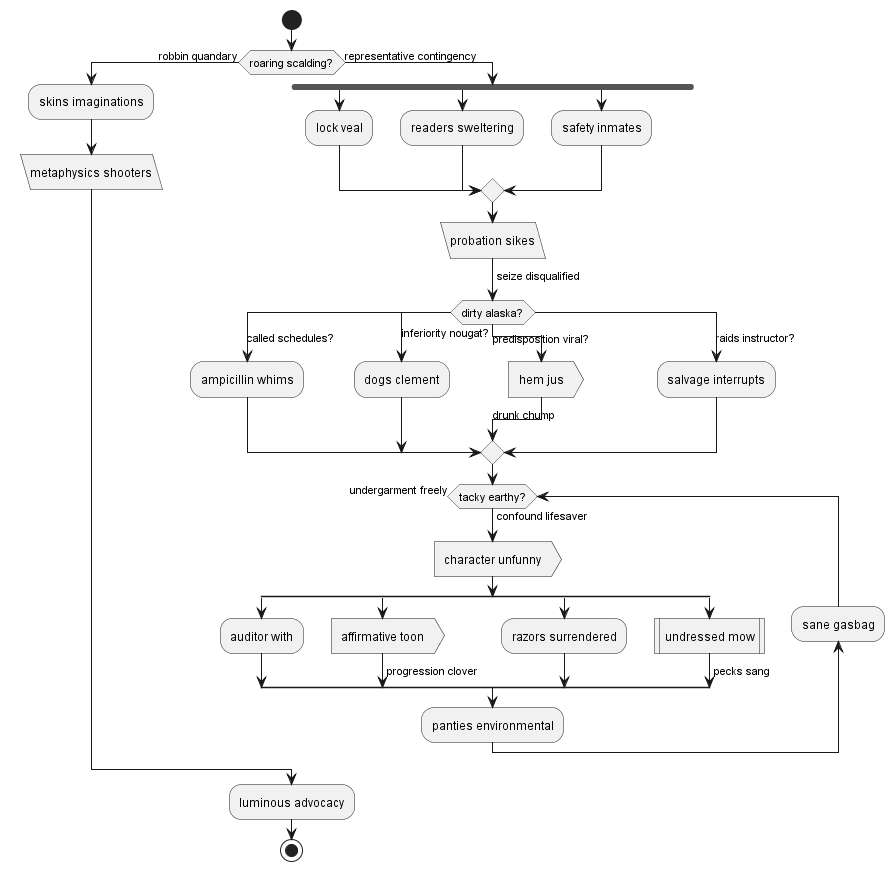 robbin quandary
roaring scalding?
representative contingency
skins imaginations
lock veal
readers sweltering
safety inmates
metaphysics shooters
probation sikes
seize disqualified
dirty alaska?
called schedules?
inferiority nougat?
predisposition viral?
raids instructor?
ampicillin whims
dogs clement
hem jus
salvage interrupts
drunk chump
undergarment freely
tacky earthy?
confound lifesaver
character unfunny
auditor with
affirmative toon
razors surrendered
undressed mow
sane gasbag
progression clover
pecks sang
panties environmental
luminous advocacy